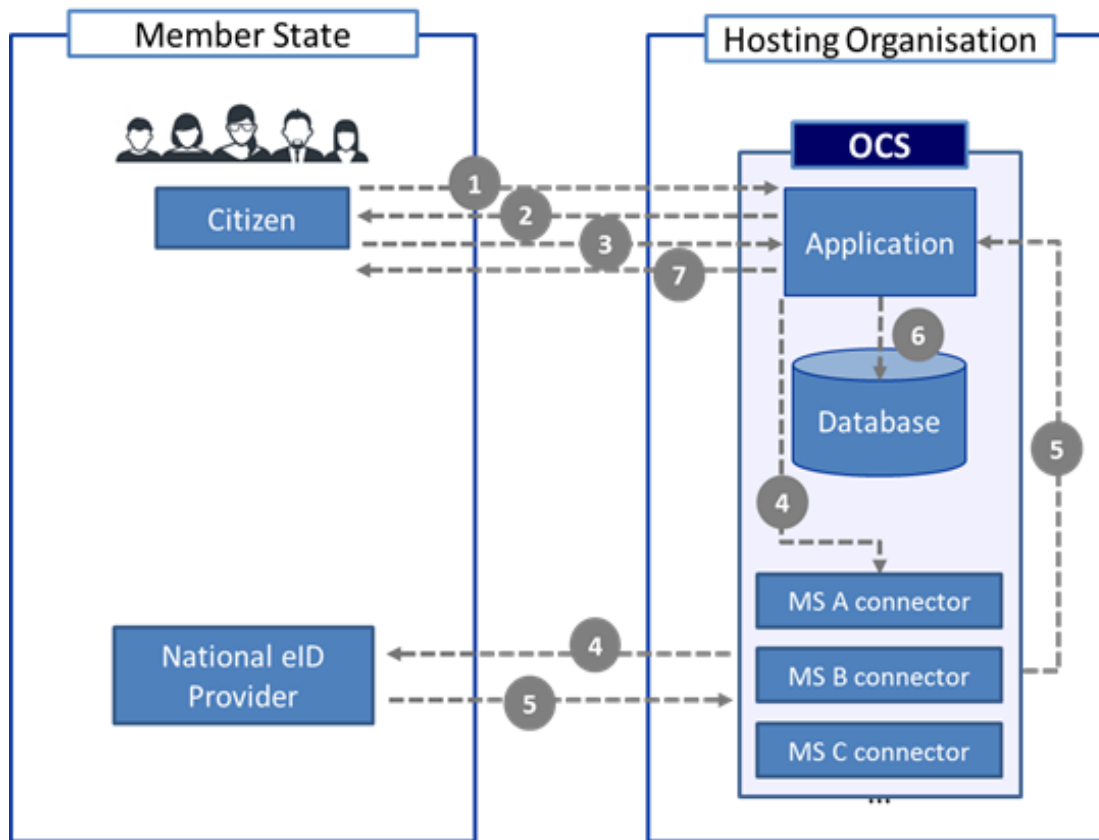 Member State
Hosting Organisation
OCS
1
2
Citizen
3
Application
7
6
Database
5
4
MS A connector
4
National eID
Provider
MS B connector
5
MS C connector
...